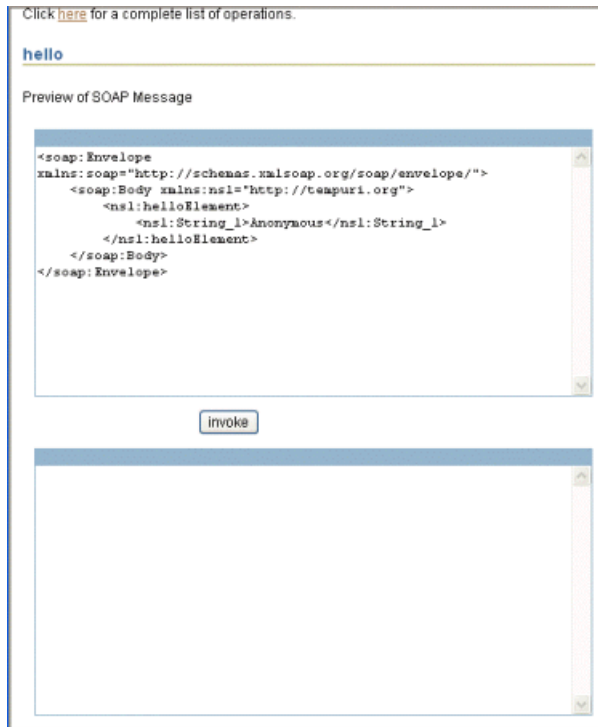 Click here for a complete list of operations.
hello
Preview of SOAP Message
<soap:Envelope
xmlns:soap="http://schemas.xmlsoap.org/soap/envelope/">
<soap:Body xmlns:ns1="http://tempuri.org">
<ns1:helloElement>
<ns1:String_1>Anonymous</ns1:String_1>
</ns1:helloElement>
</soap:Body>
</soap:Envelope>
invoke